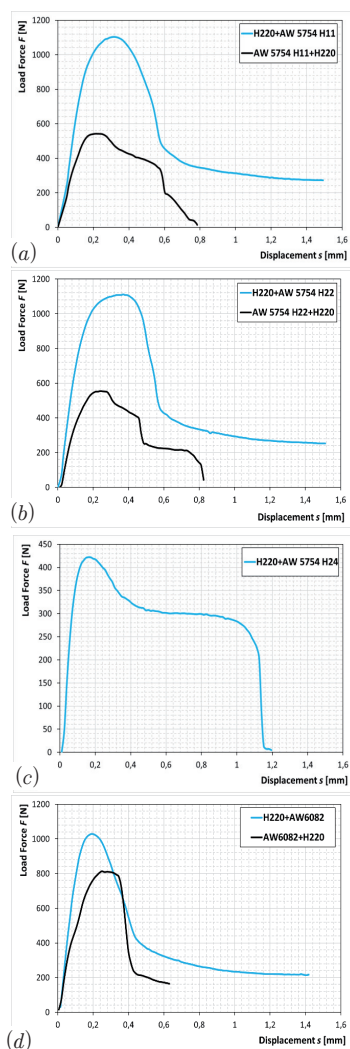 Load Force F [N]
1200
1000
800
600
400
200
0
H220+AW 5754 H11
AW 5754 H11+H220
0 0,2 0,4 0,6 0,8 1 1,2 1,4 1,6
Displacement s [mm]
(a)
Load Force F [N]
1200
1000
800
600
400
200
0
H220+AW 5754 H22
AW 5754 H22+H220
0 0,2 0,4 0,6 0,8 1 1,2 1,4 1,6
Displacement s [mm]
(b)
Load Force F [N]
450
400
350
300
250
200
150
100
50
0
H220+AW 5754 H24
0 0,2 0,4 0,6 0,8 1 1,2 1,4 1,6
Displacement s [mm]
(c)
Load Force F [N]
1200
1000
800
600
400
200
0
H220+AW6082
AW6082+H220
0 0,2 0,4 0,6 0,8 1 1,2 1,4 1,6
Displacement s [mm]
(d)